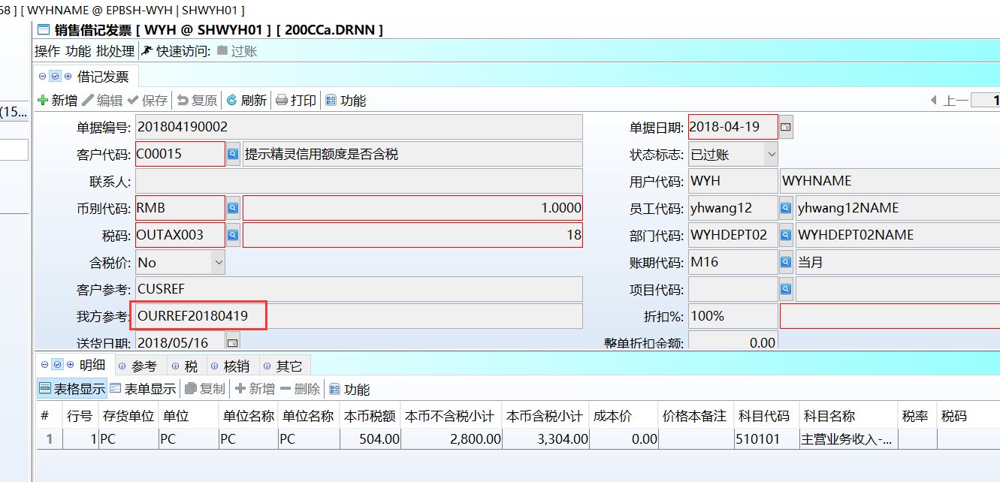 58 ] [ WYHNAME @ EPBSH-WYH | SHWYH01 ]
销售借记发票 [ WYH @ SHWYH01 ] [ 200CCa.DRNN ]
操作 功能 批处理 快速访问: 过账
借记发票
新增 编辑 保存 复原 刷新 打印 功能 上一 1
(15...
单据编号: 201804190002 单据日期: 2018-04-19
客户代码: C00015 提示精灵信用额度是否含税 状态标志: 已过账
联系人: 用户代码: WYH WYHNAME
币别代码: RMB 1.0000 员工代码: yhwang12 yhwang12NAME
税码: OUTAX003 18 部门代码: WYHDEPT02 WYHDEPT02NAME
含税价: No 账期代码: M16 当月
客户参考: CUSREF 项目代码:
我方参考: OURREF20180419 折扣%: 100%
送货日期: 2018/05/16 整单折扣金额: 0.00
明细 参考 税 核销 其它
表格显示 表单显示 复制 新增 删除 功能
# 行号 存货单位 单位 单位名称 单位名称 本币税额 本币不含税小计 本币含税小计 成本价 价格本备注 科目代码 科目名称 税率 税码
1 1 PC PC PC PC 504.00 2,800.00 3,304.00 0.00 510101 主营业务收入-...